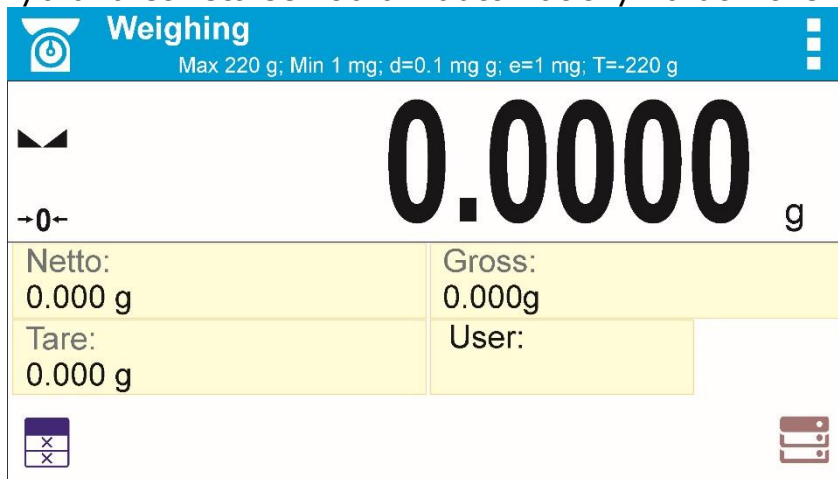 Weighing
Max 220 g; Min 1 mg; d=0.1 mg g; e=1 mg; T=-220 g
0.0000 g
→0←
Netto:
0.000 g
Gross:
0.000g
Tare:
0.000 g
User: